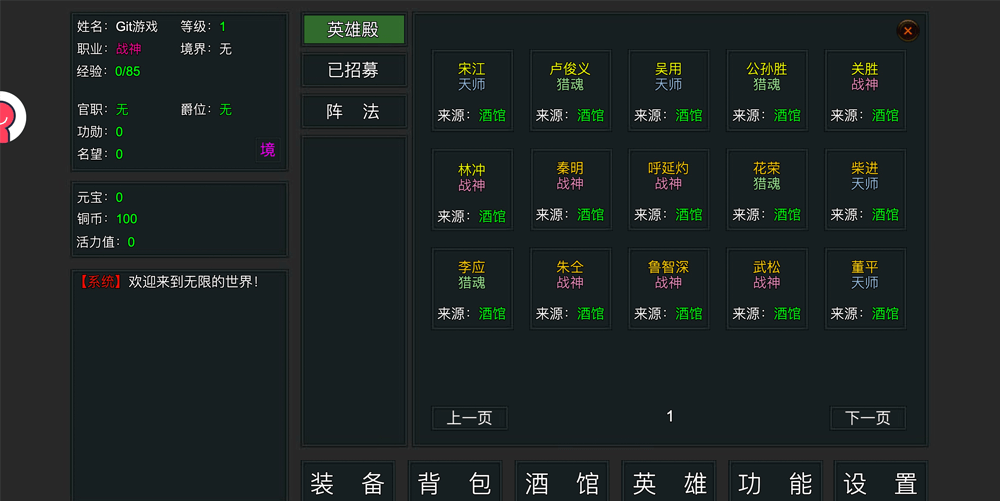 姓名：Git游戏 等级：1
职业：战神 境界：无
经验：0/85
官职：无 爵位：无
功勋：0
名望：0
境
元宝：0
铜币：100
活力值：0
【系统】欢迎来到无限的世界！
英雄殿
已招募
阵 法
宋江 卢俊义 吴用 公孙胜 关胜
天师 猎魂 天师 猎魂 战神
来源：酒馆 来源：酒馆 来源：酒馆 来源：酒馆 来源：酒馆
林冲 秦明 呼延灼 花荣 柴进
战神 战神 战神 猎魂 天师
来源：酒馆 来源：酒馆 来源：酒馆 来源：酒馆 来源：酒馆
李应 朱仝 鲁智深 武松 董平
猎魂 战神 战神 战神 天师
来源：酒馆 来源：酒馆 来源：酒馆 来源：酒馆 来源：酒馆
上一页 1 下一页
装 备 背 包 酒 馆 英 雄 功 能 设 置